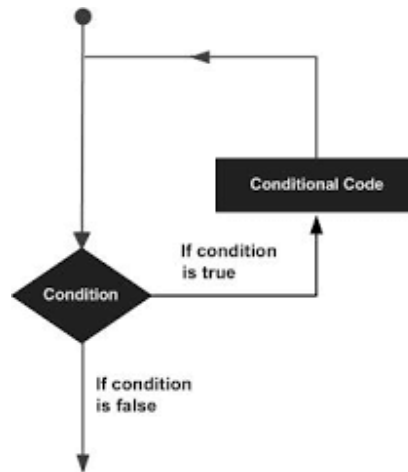 Conditional Code
If condition
is true
Condition
If condition
is false